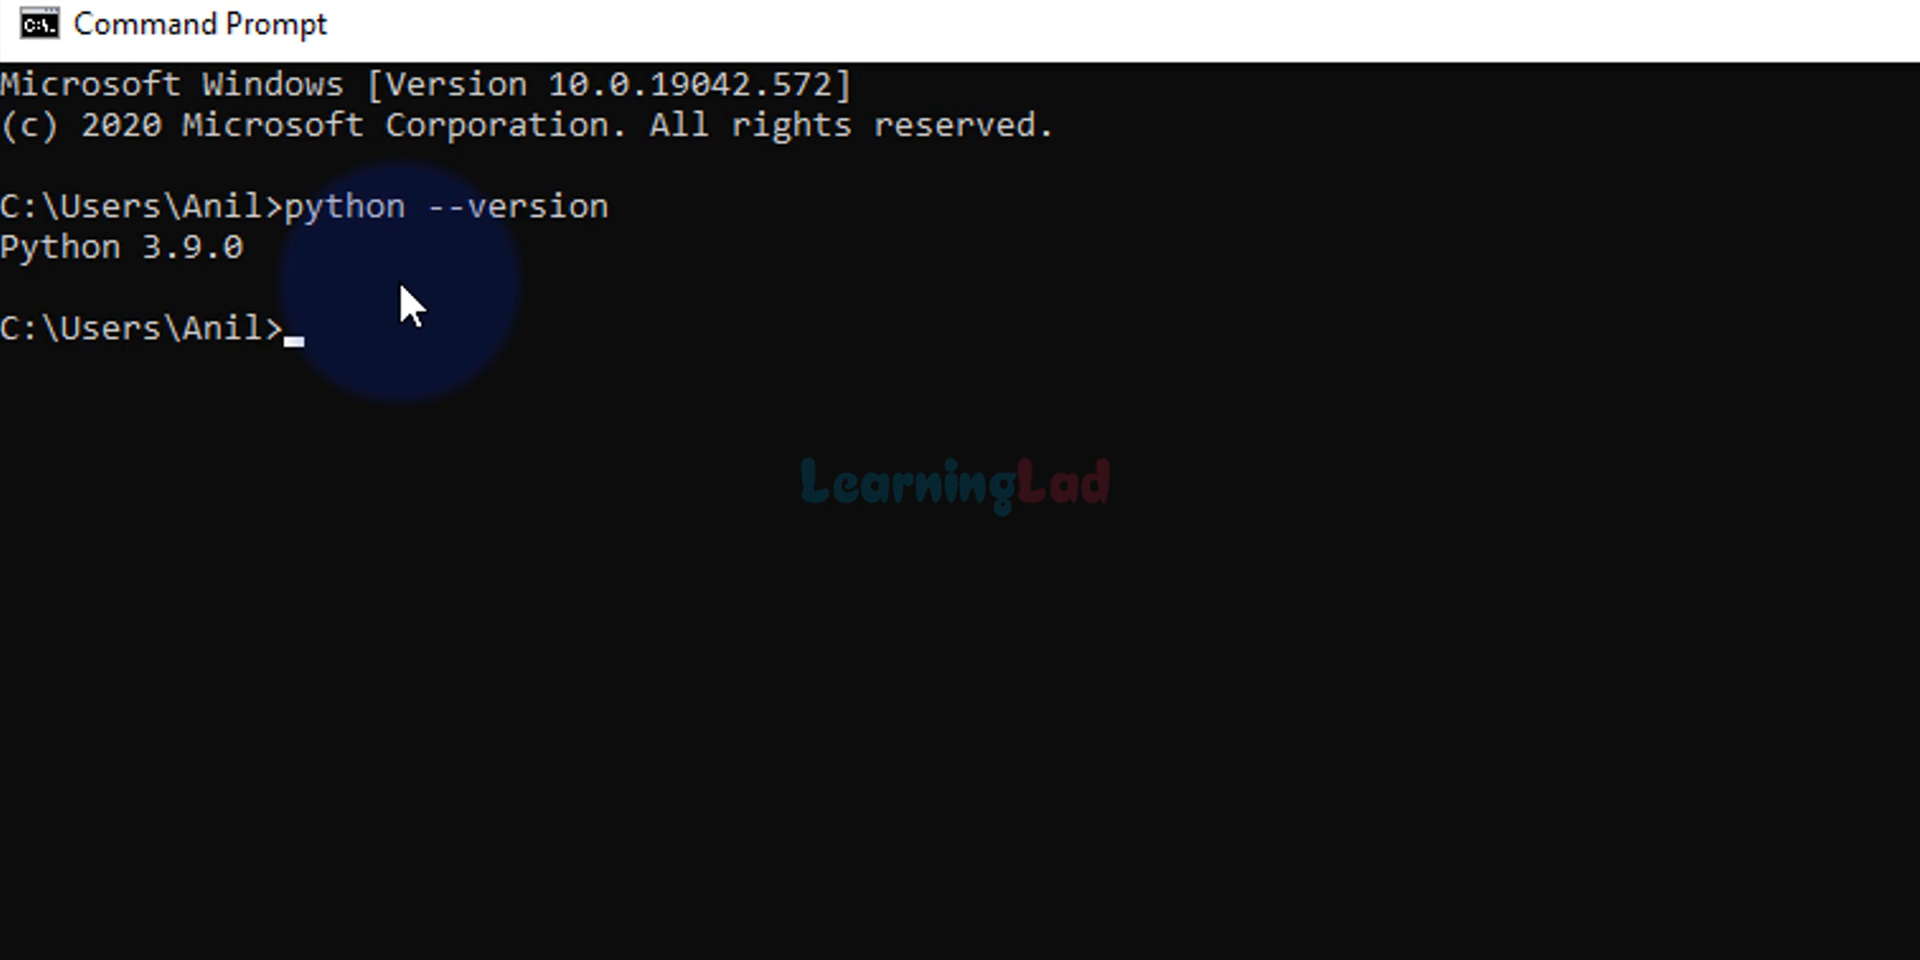 Command Prompt
Microsoft Windows [Version 10.0.19042.572]
(c) 2020 Microsoft Corporation. All rights reserved.
C:\Users\Anil>python --version
Python 3.9.0
C:\Users\Anil>
LearningLad